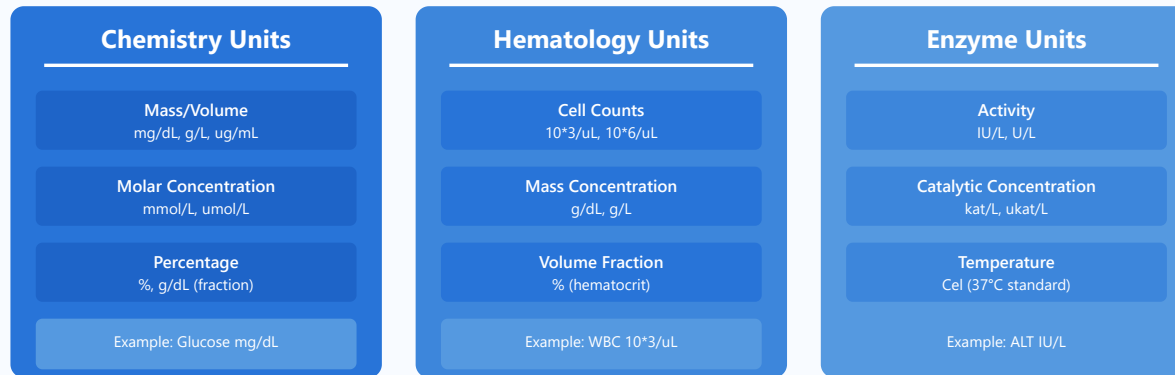 Chemistry Units
Mass/Volume
mg/dL, g/L, ug/mL
Molar Concentration
mmol/L, umol/L
Percentage
%, g/dL (fraction)
Example: Glucose mg/dL
Hematology Units
Cell Counts
10*3/uL, 10*6/uL
Mass Concentration
g/dL, g/L
Volume Fraction
% (hematocrit)
Example: WBC 10*3/uL
Enzyme Units
Activity
IU/L, U/L
Catalytic Concentration
kat/L, ukat/L
Temperature
Cel (37°C standard)
Example: ALT IU/L